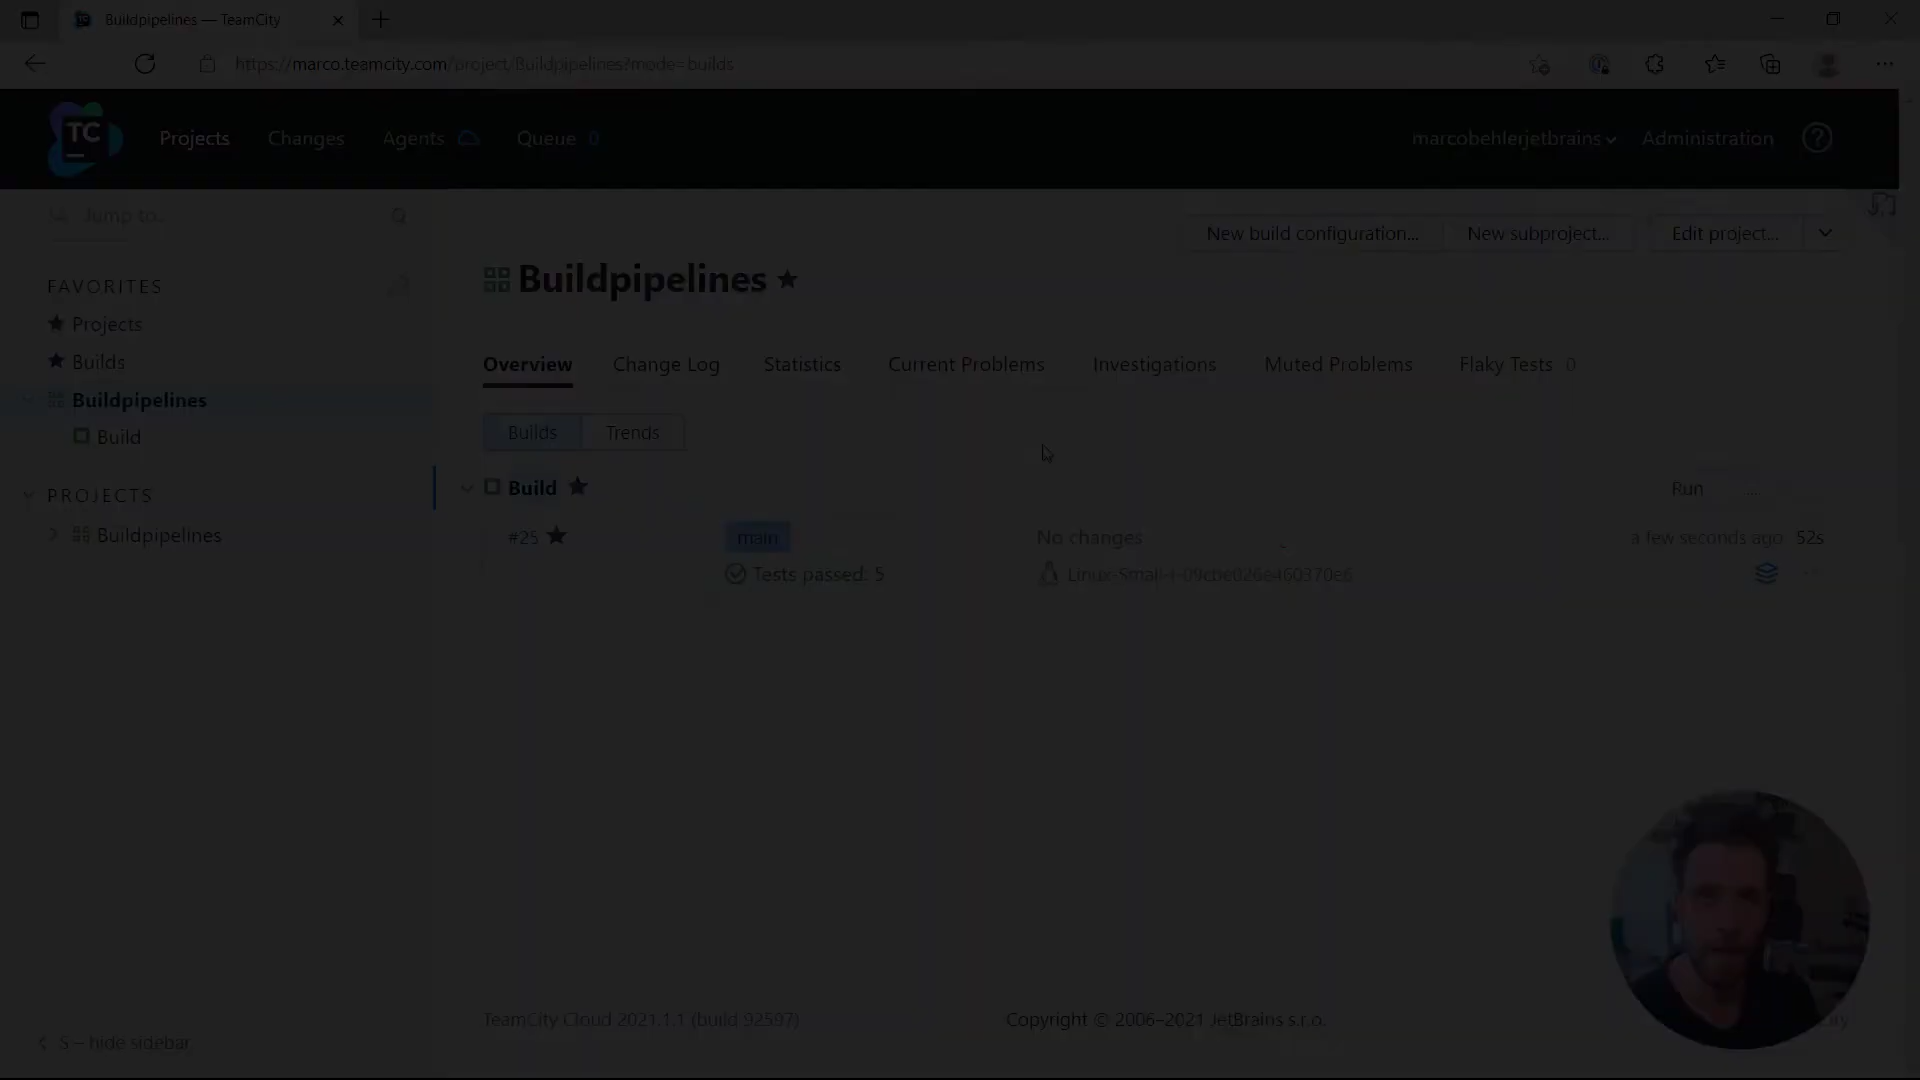 Buildpipelines — TeamCity
https://marco.teamcity.com/project/Buildpipelines?mode=builds
TC
Projects
Changes
Agents
Queue 0
marcobehlerjetbrains
Administration
Jump to...
New build configuration...
New subproject...
Edit project...
Buildpipelines
FAVORITES
Projects
Builds
Buildpipelines
Build
PROJECTS
Buildpipelines
Overview
Change Log
Statistics
Current Problems
Investigations
Muted Problems
Flaky Tests 0
Builds
Trends
Build
Run
...
#25
main
No changes
a few seconds ago
52s
Tests passed: 5
TeamCity Cloud 2021.1.1 (build 92597)
Copyright © 2006–2021 JetBrains s.r.o.
S – hide sidebar